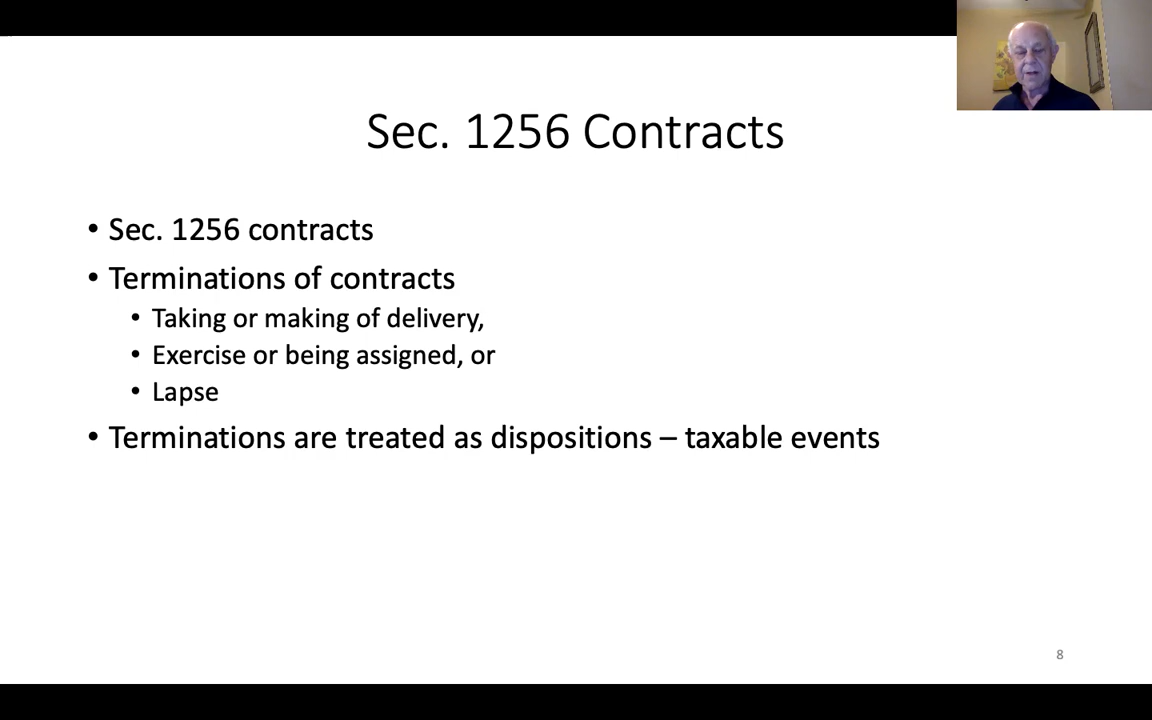 Sec. 1256 Contracts
• Sec. 1256 contracts
• Terminations of contracts
• Taking or making of delivery,
• Exercise or being assigned, or
• Lapse
• Terminations are treated as dispositions – taxable events
8